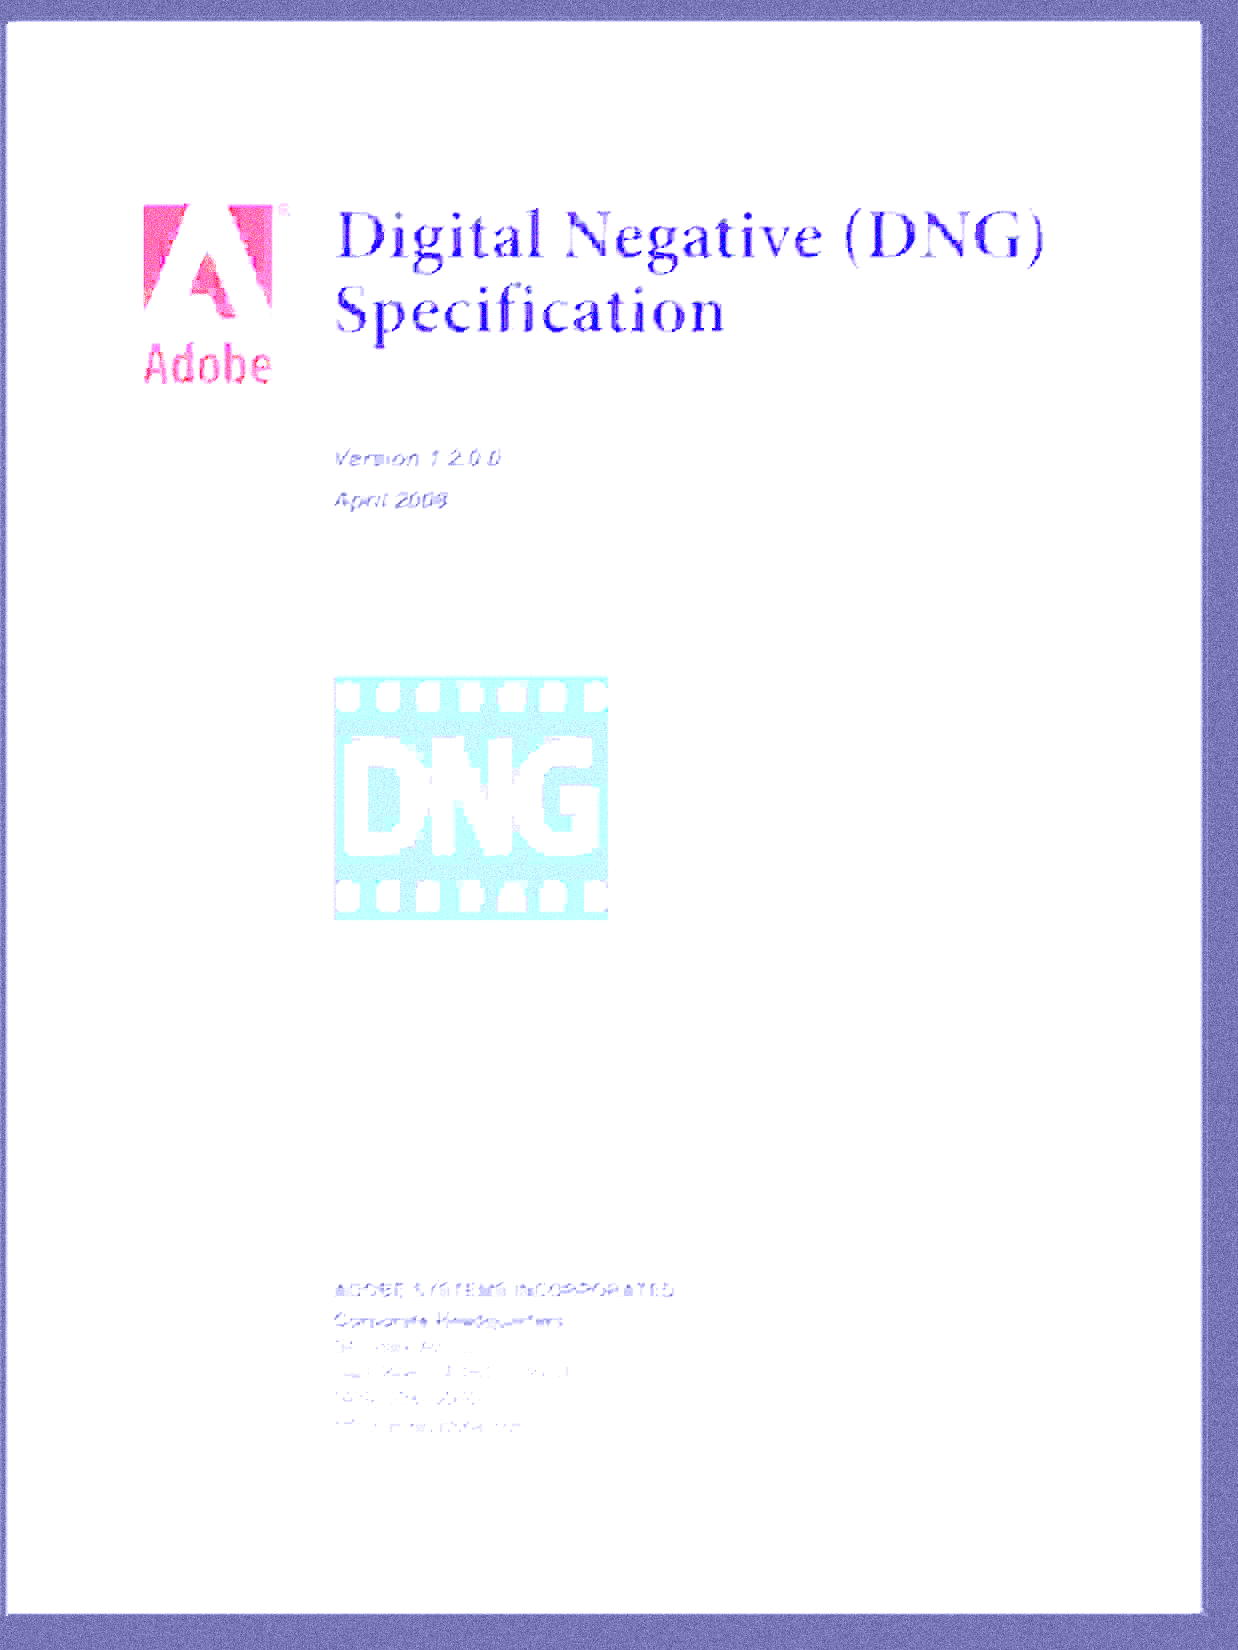 Adobe
Digital Negative (DNG)
Specification
Version 1.2.0.0
April 2008
DNG
ADOBE SYSTEMS INCORPORATED
Corporate Headquarters